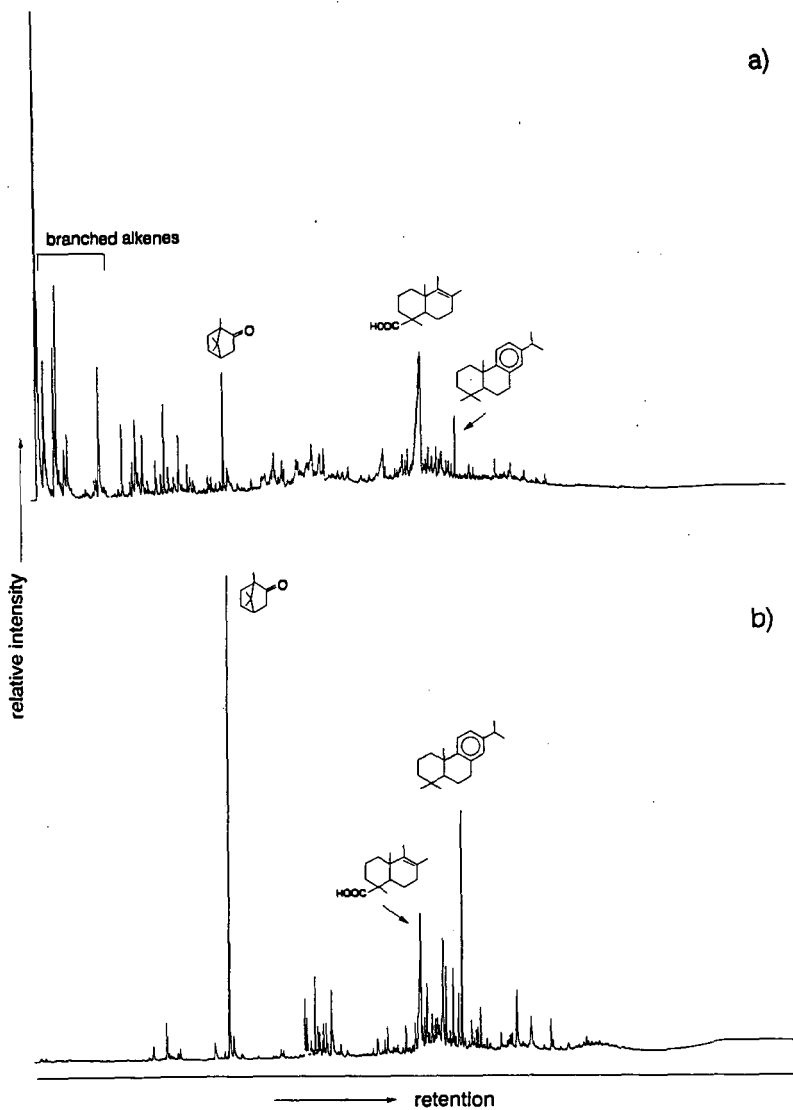 a)
branched alkenes
O
HOOC
relative intensity
O
b)
HOOC
retention